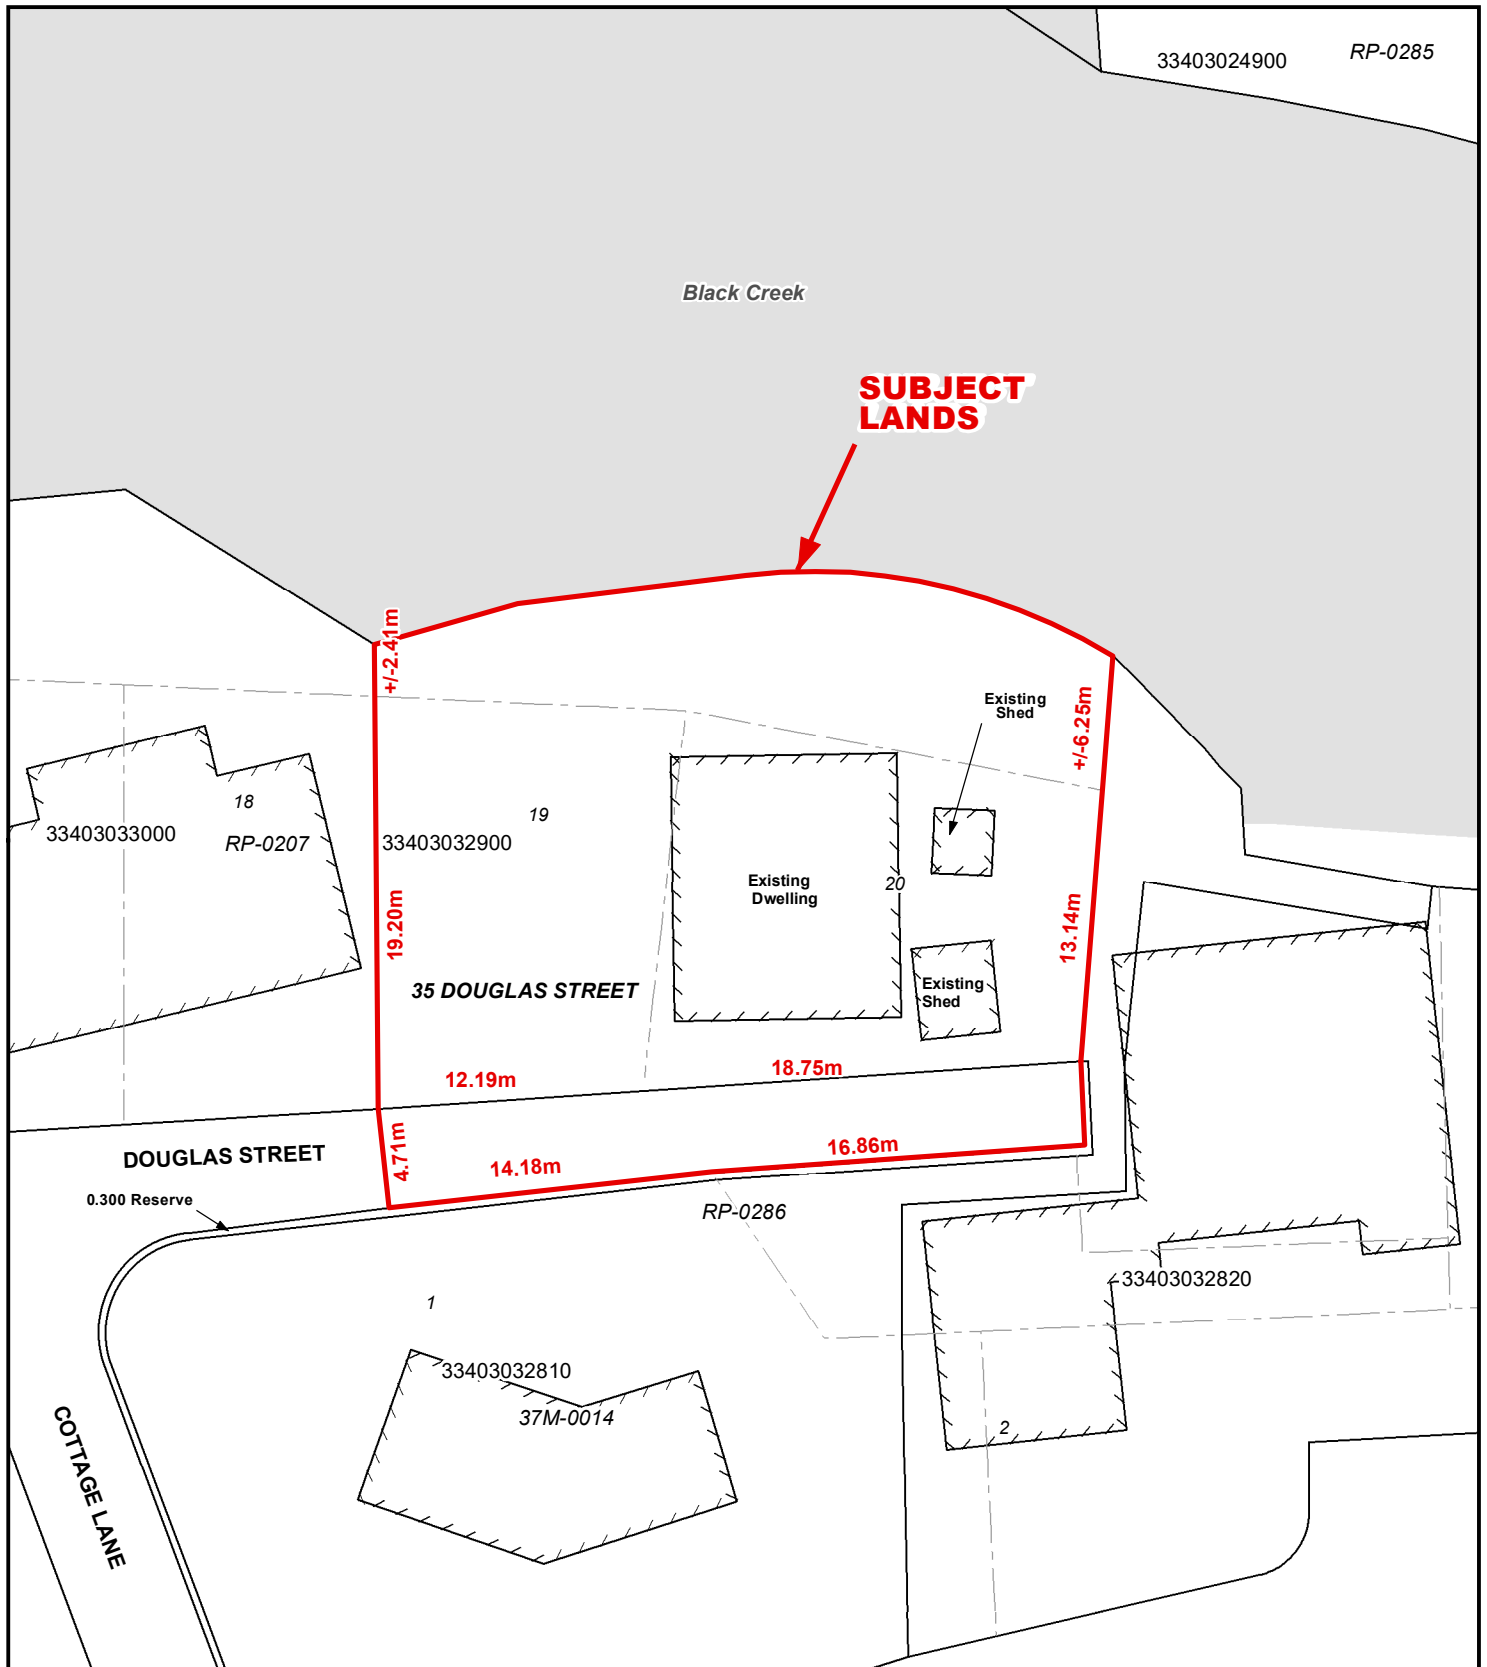 33403024900
RP-0285
Black Creek
SUBJECT
LANDS
+/-2.41m
Existing
Shed
+/-6.25m
18
19
33403033000
RP-0207
33403032900
Existing
Dwelling
20
19.20m
13.14m
35 DOUGLAS STREET
Existing
Shed
12.19m
18.75m
DOUGLAS STREET
4.71m
14.18m
16.86m
0.300 Reserve
RP-0286
33403032820
1
33403032810
37M-0014
2
COTTAGE LANE